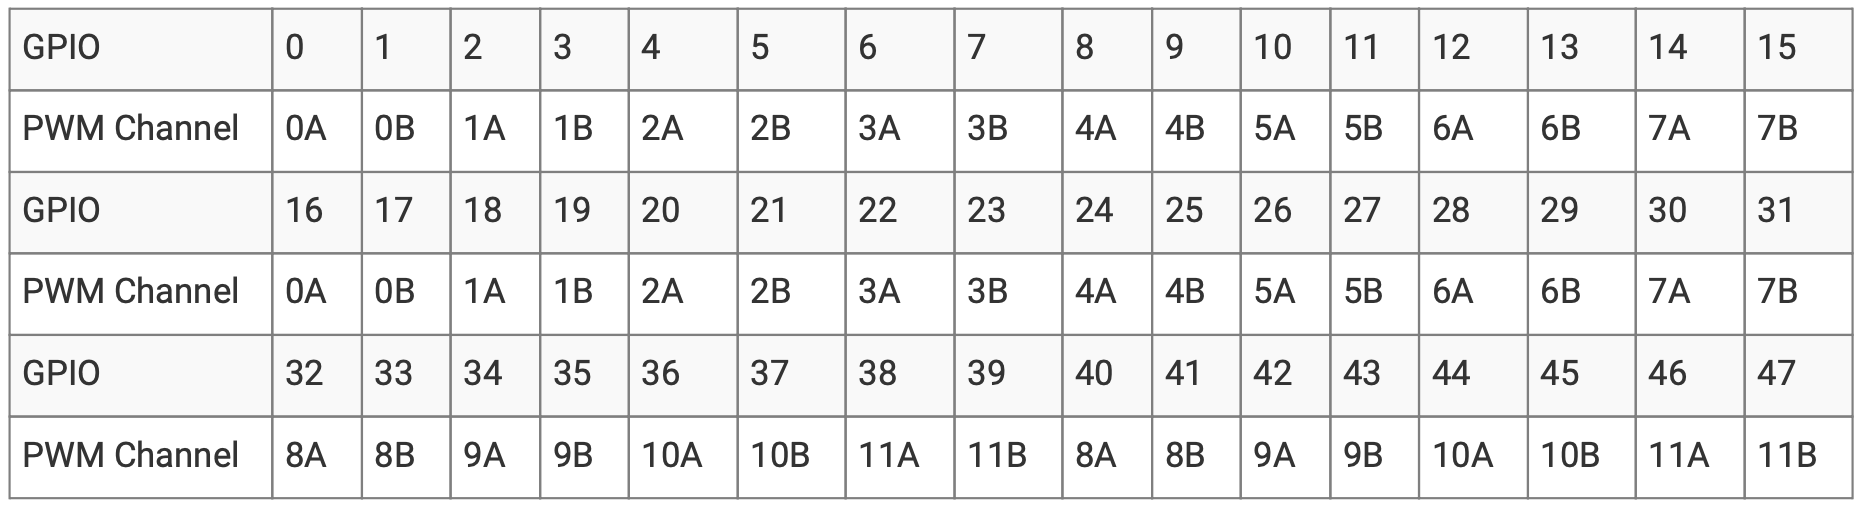 GPIO 0 1 2 3 4 5 6 7 8 9 10 11 12 13 14 15
PWM Channel 0A 0B 1A 1B 2A 2B 3A 3B 4A 4B 5A 5B 6A 6B 7A 7B
GPIO 16 17 18 19 20 21 22 23 24 25 26 27 28 29 30 31
PWM Channel 0A 0B 1A 1B 2A 2B 3A 3B 4A 4B 5A 5B 6A 6B 7A 7B
GPIO 32 33 34 35 36 37 38 39 40 41 42 43 44 45 46 47
PWM Channel 8A 8B 9A 9B 10A 10B 11A 11B 8A 8B 9A 9B 10A 10B 11A 11B